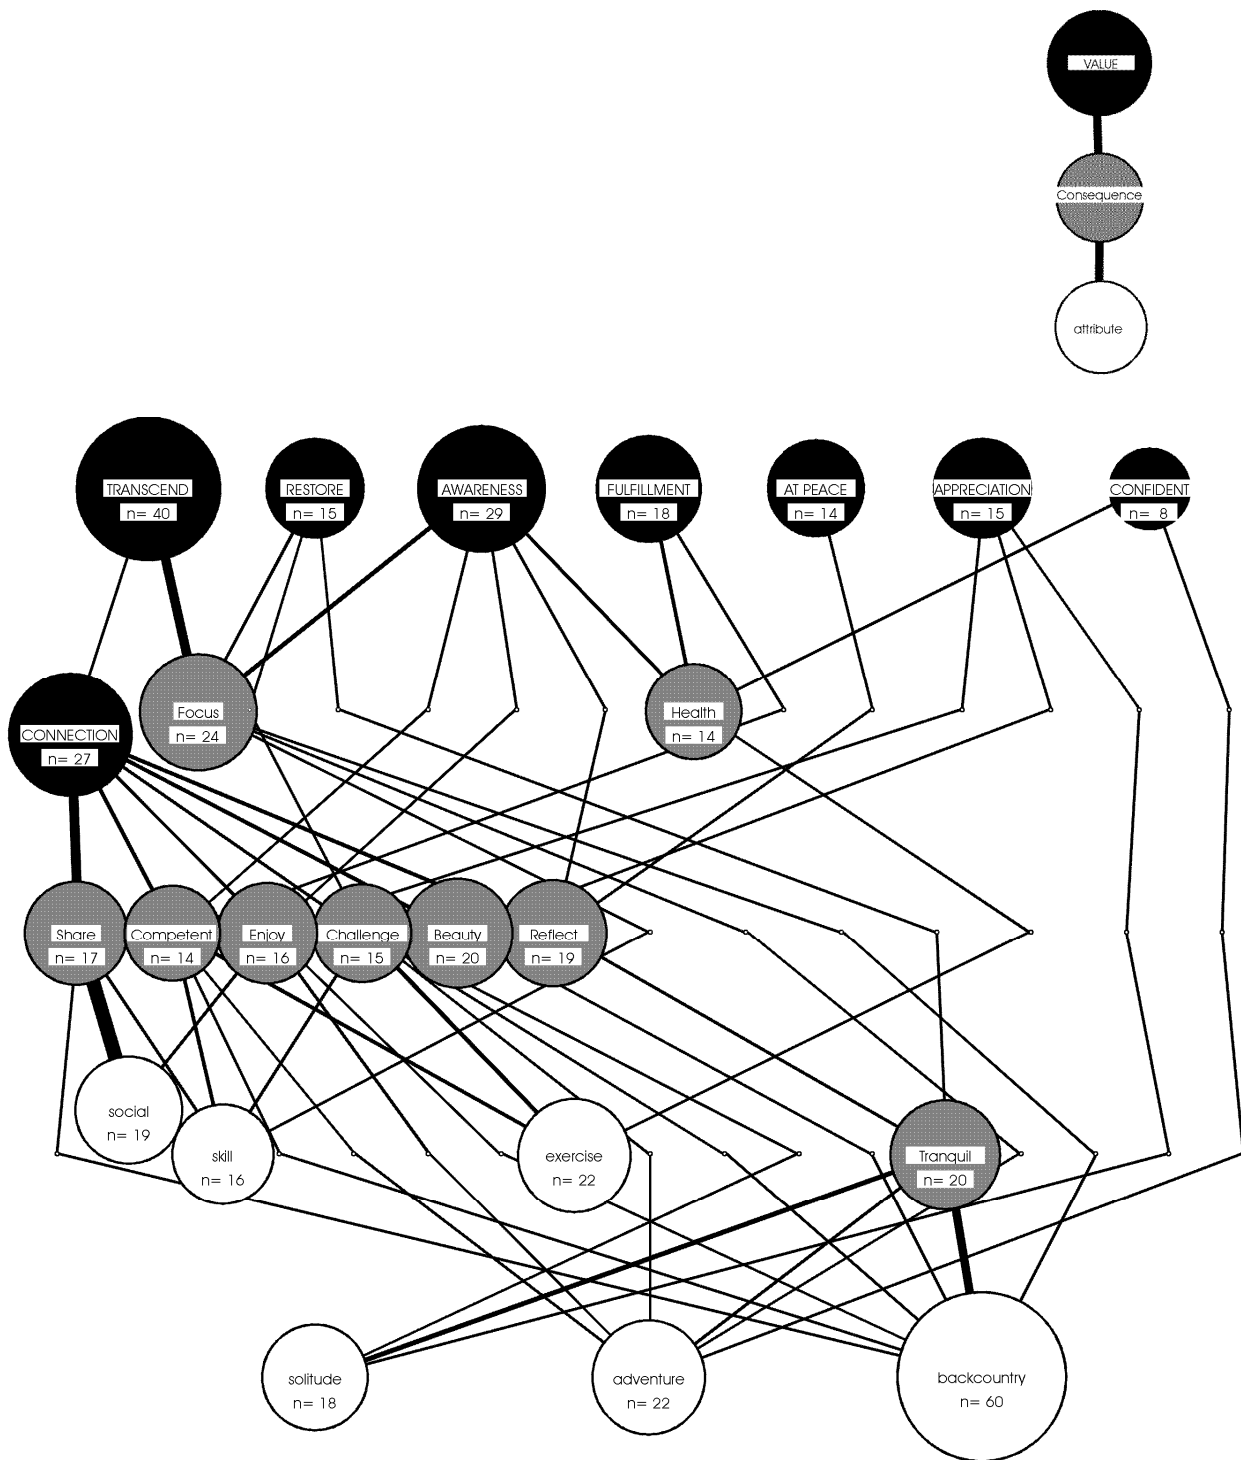 VALUE
Consequence
attribute
TRANSCEND
n= 40
RESTORE
n= 15
AWARENESS
n= 29
FULFILLMENT
n= 18
AT PEACE
n= 14
APPRECIATION
n= 15
CONFIDENT
n= 8
CONNECTION
n= 27
Focus
n= 24
Health
n= 14
Share
n= 17
Competent
n= 14
Enjoy
n= 16
Challenge
n= 15
Beauty
n= 20
Reflect
n= 19
social
n= 19
skill
n= 16
exercise
n= 22
Tranquil
n= 20
solitude
n= 18
adventure
n= 22
backcountry
n= 60